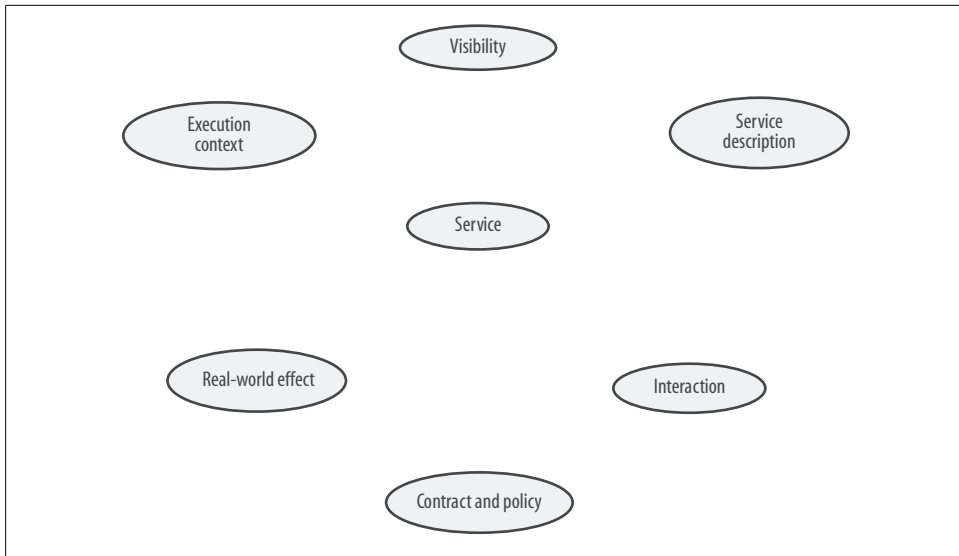 Visibility
Execution
context
Service
description
Service
Real-world effect
Interaction
Contract and policy